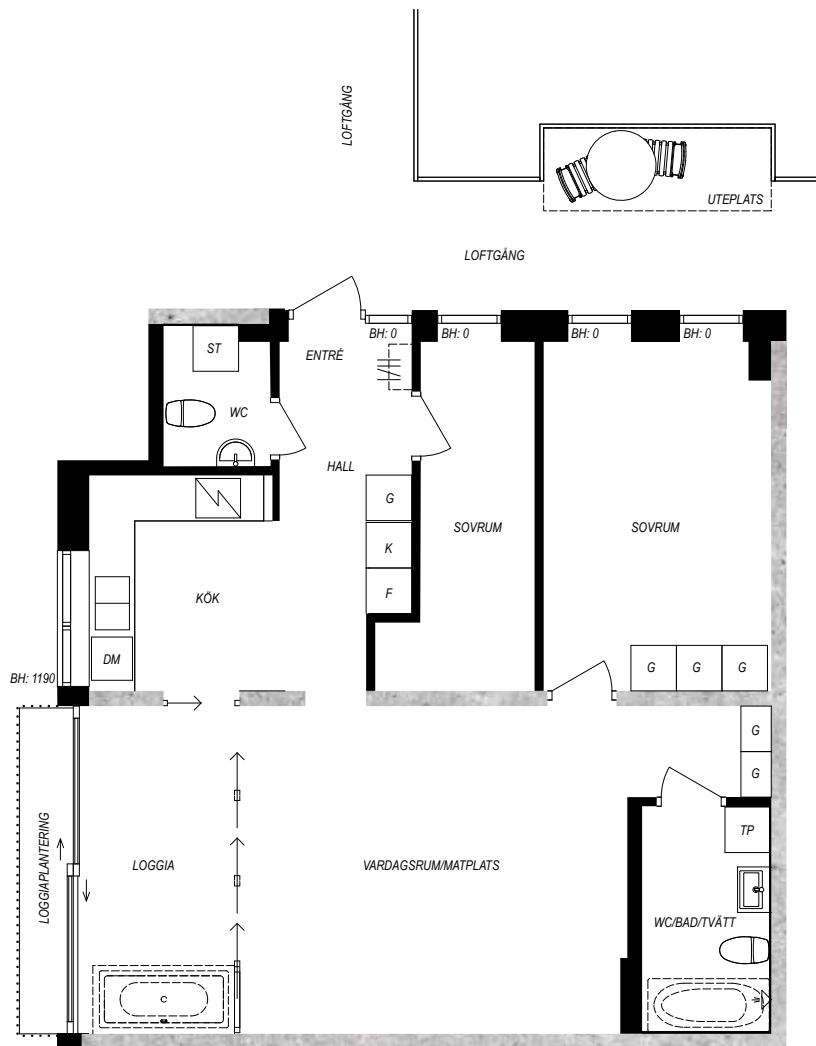 LOFTGÅNG
UTEPLATS
LOFTGÅNG
BH: 0
BH: 0
BH: 0
BH: 0
ST
ENTRÉ
WC
HALL
G
K
F
SOVRUM
SOVRUM
KÖK
DM
BH: 1190
G
G
G
G
G
LOGGIAPLANTERING
LOGGIA
VARDAGSRUM/MATPLATS
TP
WC/BAD/TVÄTT